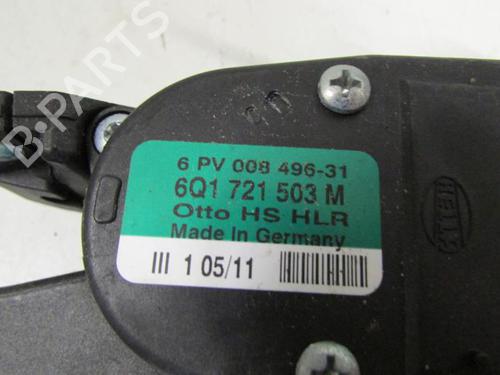 B-PARTS
6 PV 008 496-31
6Q1 721 503 M
Otto HS HLR
Made In Germany
III 1 05/11
HELLA